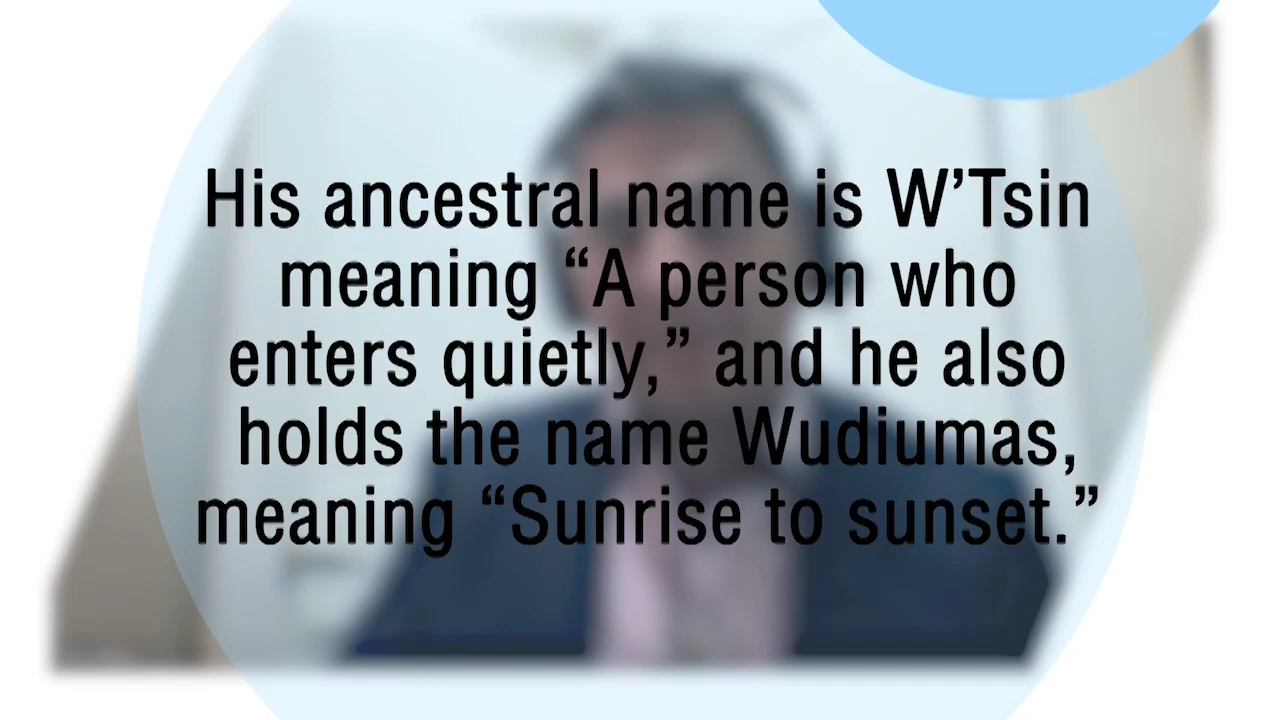 His ancestral name is W’Tsin
meaning “A person who
enters quietly,” and he also
holds the name Wudiumas,
meaning “Sunrise to sunset.”